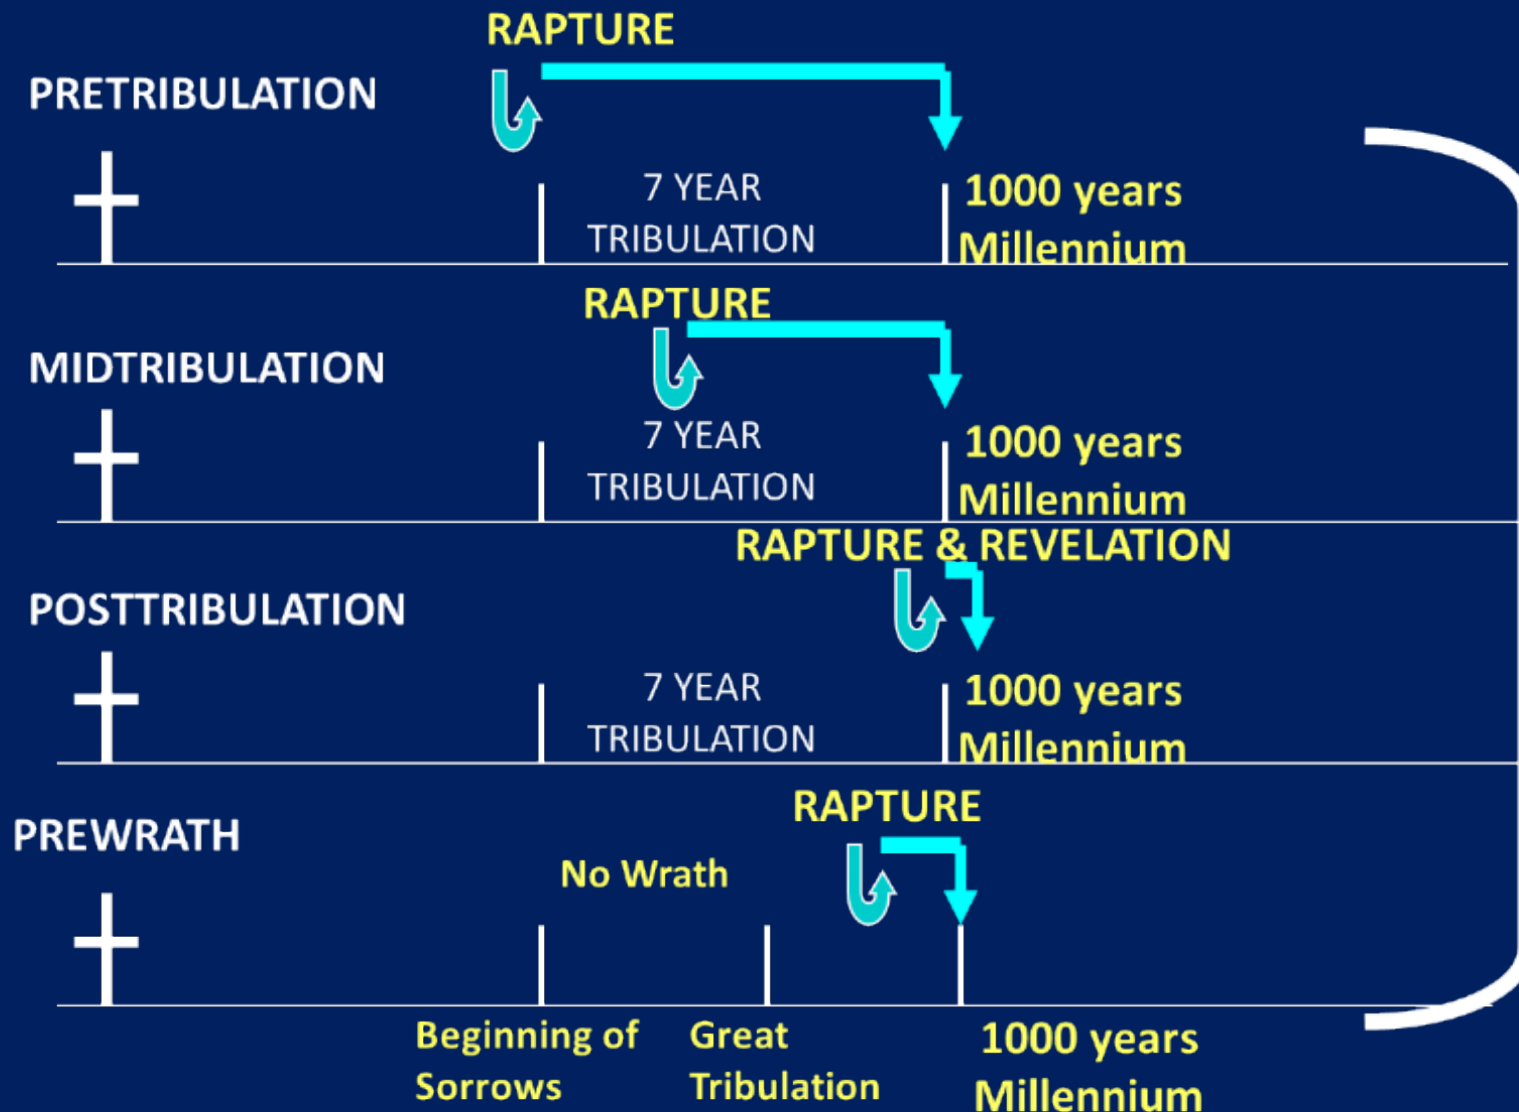 RAPTURE
PRETRIBULATION
7 YEAR
TRIBULATION
1000 years
Millennium
RAPTURE
MIDTRIBULATION
7 YEAR
TRIBULATION
1000 years
Millennium
RAPTURE & REVELATION
POSTTRIBULATION
7 YEAR
TRIBULATION
1000 years
Millennium
RAPTURE
PREWRATH
No Wrath
Beginning of
Sorrows
Great
Tribulation
1000 years
Millennium